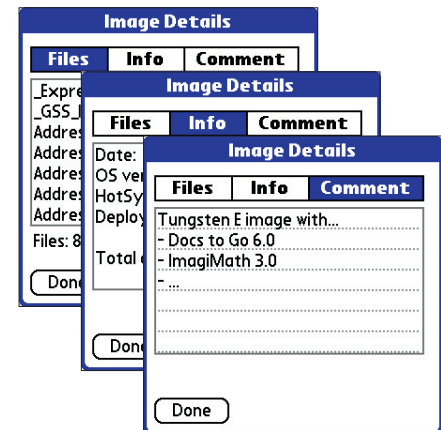 Image Details
Files Info Comment
_Expre
_GSS_
Addres
Addres
Addres
Addres
Addres
Files: 8
Done
Image Details
Files Info Comment
Date:
OS ver
HotSy
Deploy
Total
Done
Image Details
Files Info Comment
Tungsten E image with...
- Docs to Go 6.0
- ImagiMath 3.0
- ...
Done